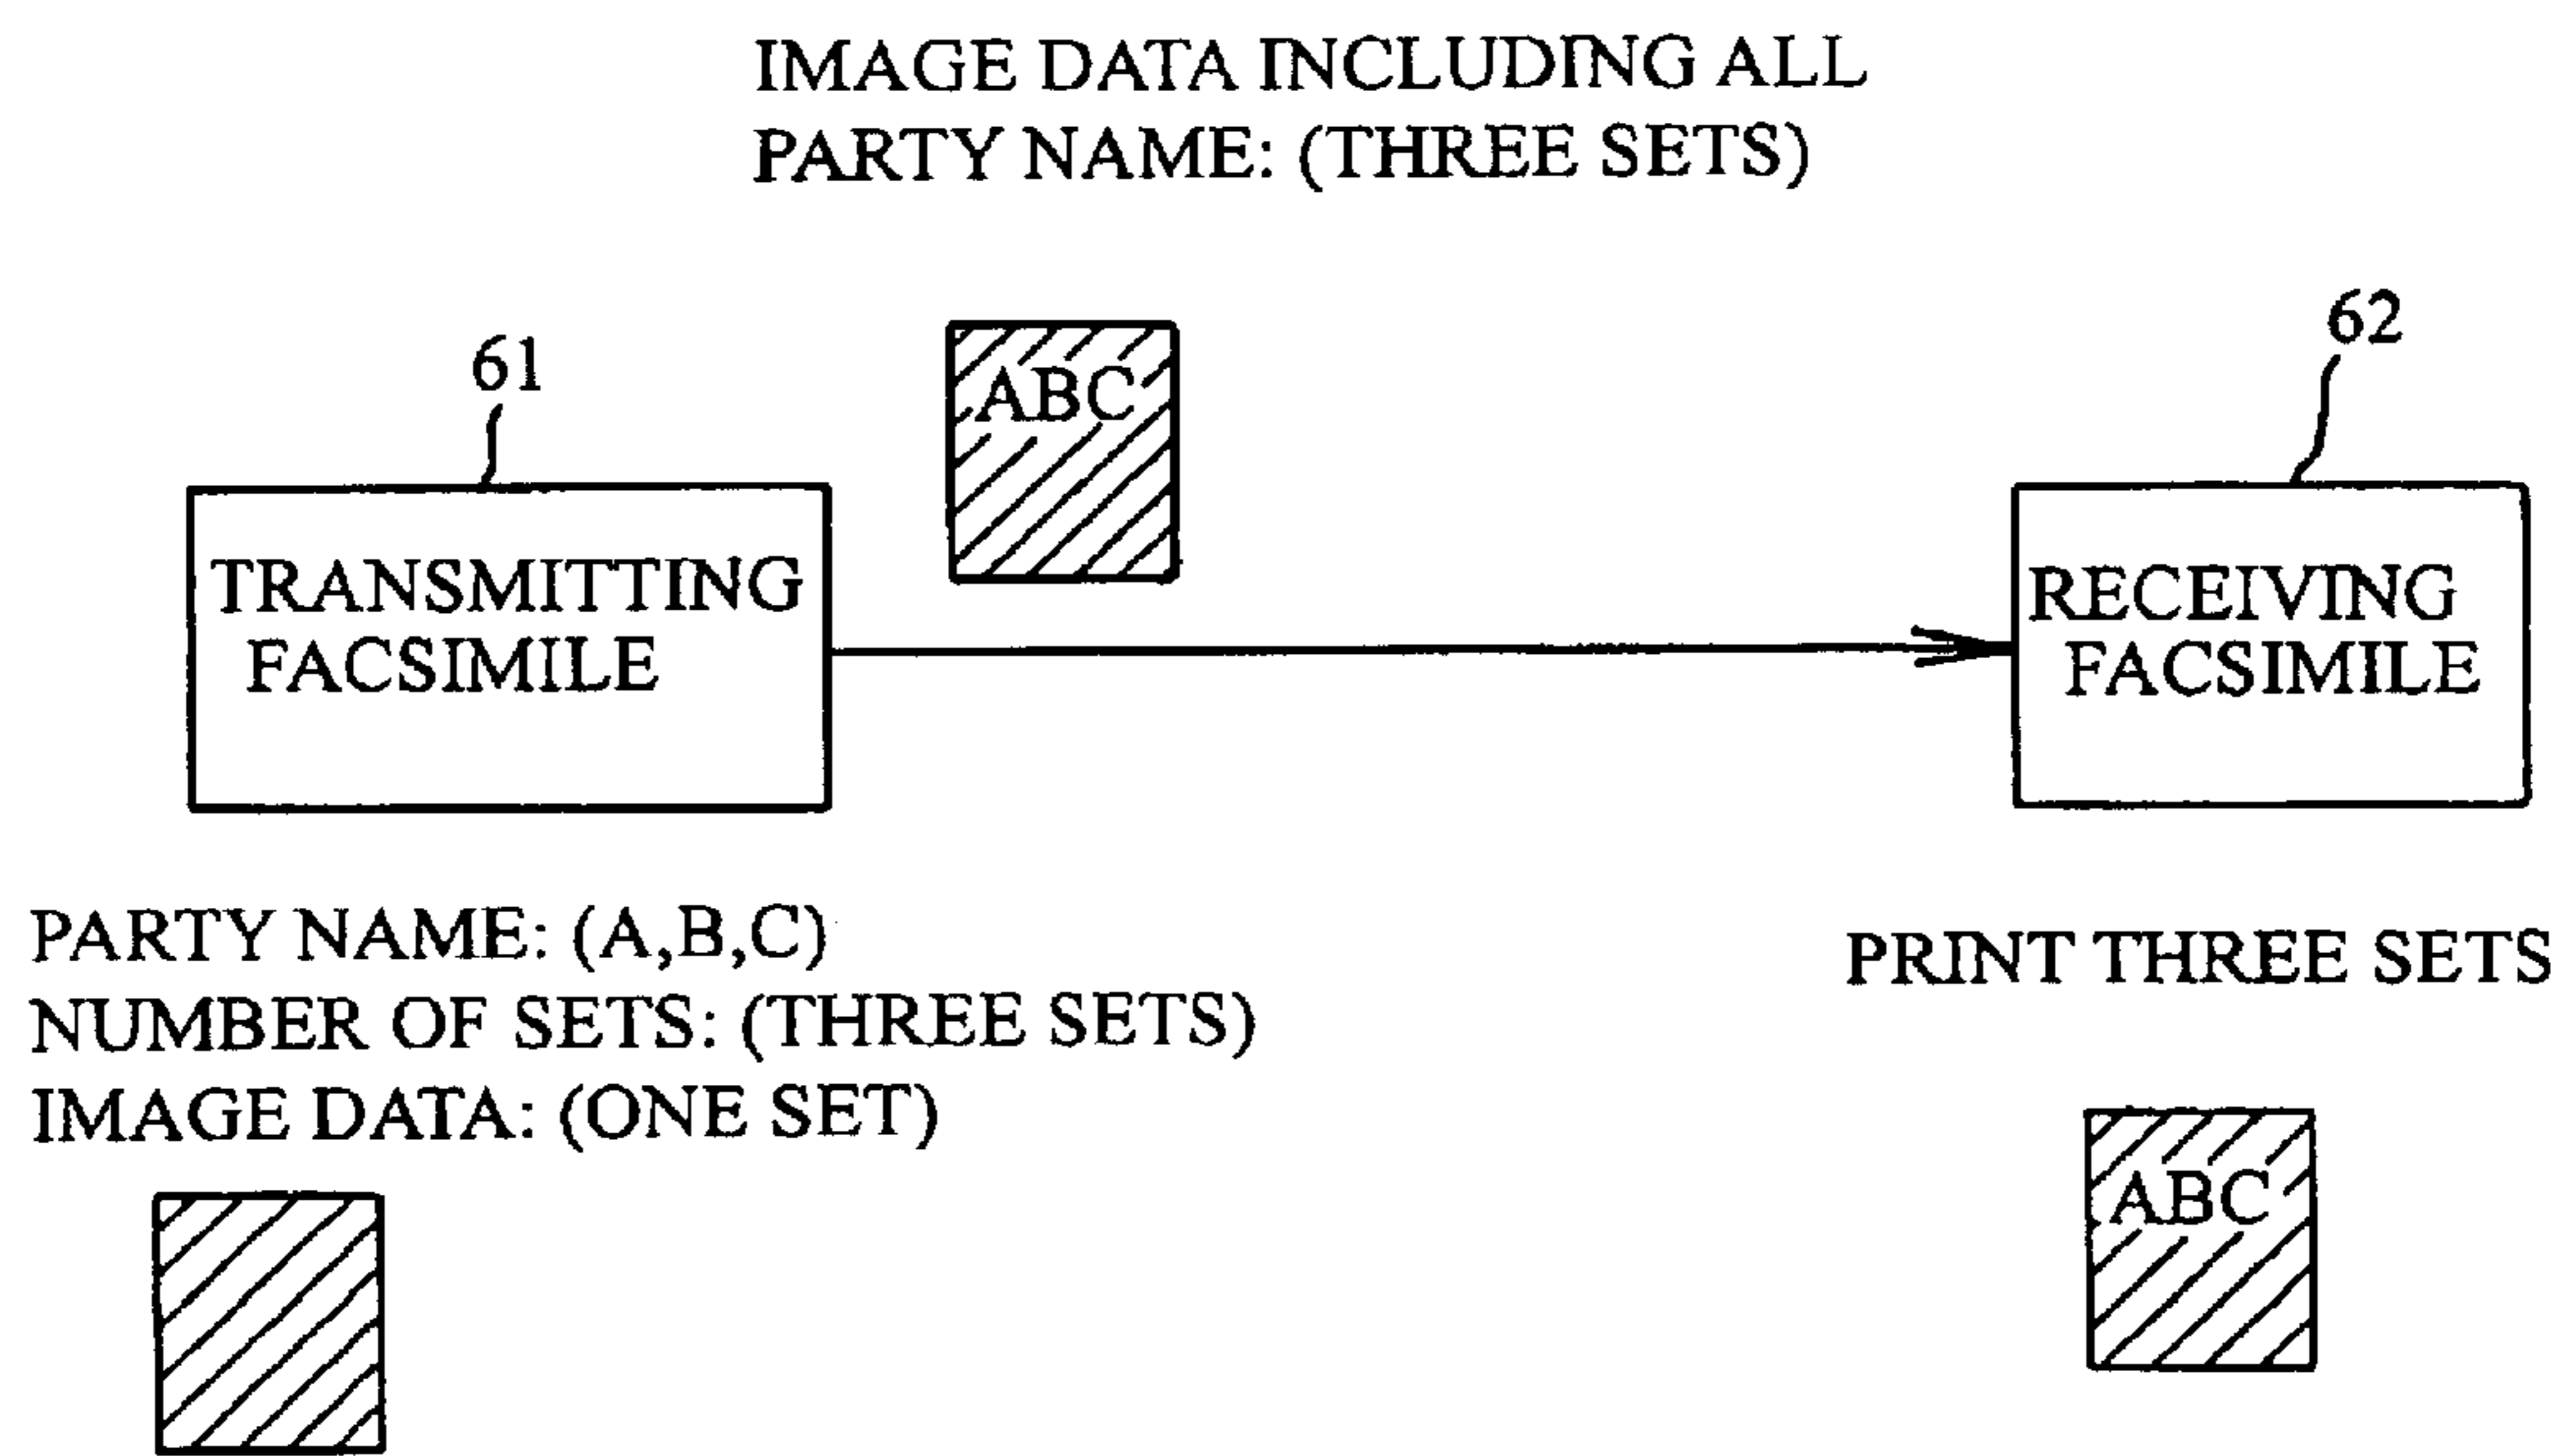 IMAGE DATA INCLUDING ALL
PARTY NAME: (THREE SETS)
61
ABC
62
TRANSMITTING
FACSIMILE
RECEIVING
FACSIMILE
PARTY NAME: (A,B,C)
NUMBER OF SETS: (THREE SETS)
IMAGE DATA: (ONE SET)
PRINT THREE SETS
ABC